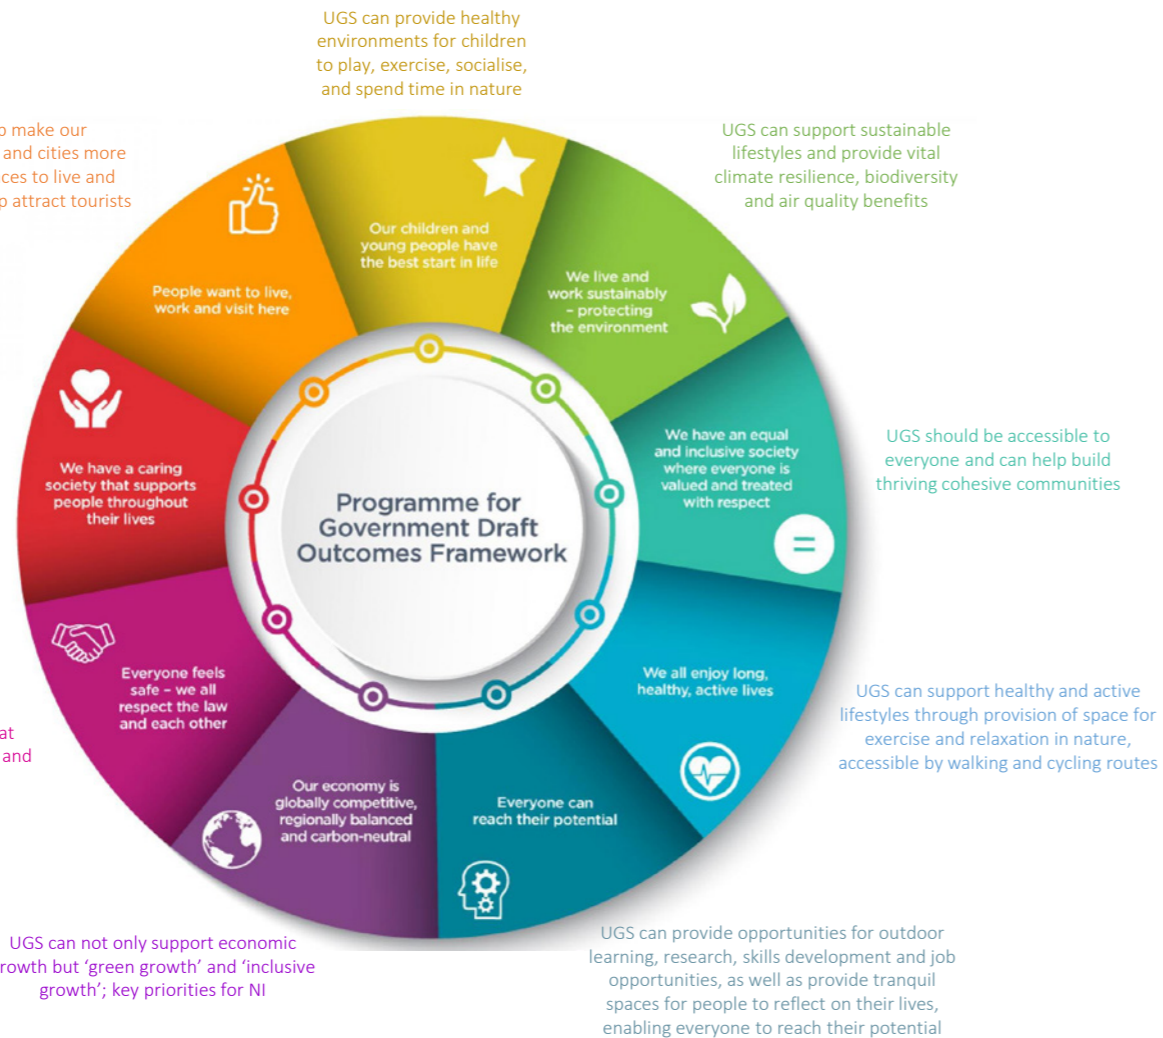 UGS can provide healthy
environments for children
to play, exercise, socialise,
and spend time in nature
make our
and cities more
to live and
attract tourists
UGS can support sustainable
lifestyles and provide vital
climate resilience, biodiversity
and air quality benefits
Our children and
young people have
the best start in life
We live and
work sustainably
– protecting
the environment
People want to live,
work and visit here
We have an equal
and inclusive society
where everyone is
valued and treated
with respect
=
UGS should be accessible to
everyone and can help build
thriving cohesive communities
We have a caring
society that supports
people throughout
their lives
Programme for
Government Draft
Outcomes Framework
Everyone feels
safe – we all
respect the law
and each other
We all enjoy long,
healthy, active lives
UGS can support healthy and active
lifestyles through provision of space for
exercise and relaxation in nature,
accessible by walking and cycling routes
at
and
Our economy is
globally competitive,
regionally balanced
and carbon-neutral
Everyone can
reach their potential
UGS can not only support economic
rowth but ‘green growth’ and ‘inclusive
growth’; key priorities for NI
UGS can provide opportunities for outdoor
learning, research, skills development and job
opportunities, as well as provide tranquil
spaces for people to reflect on their lives,
enabling everyone to reach their potential